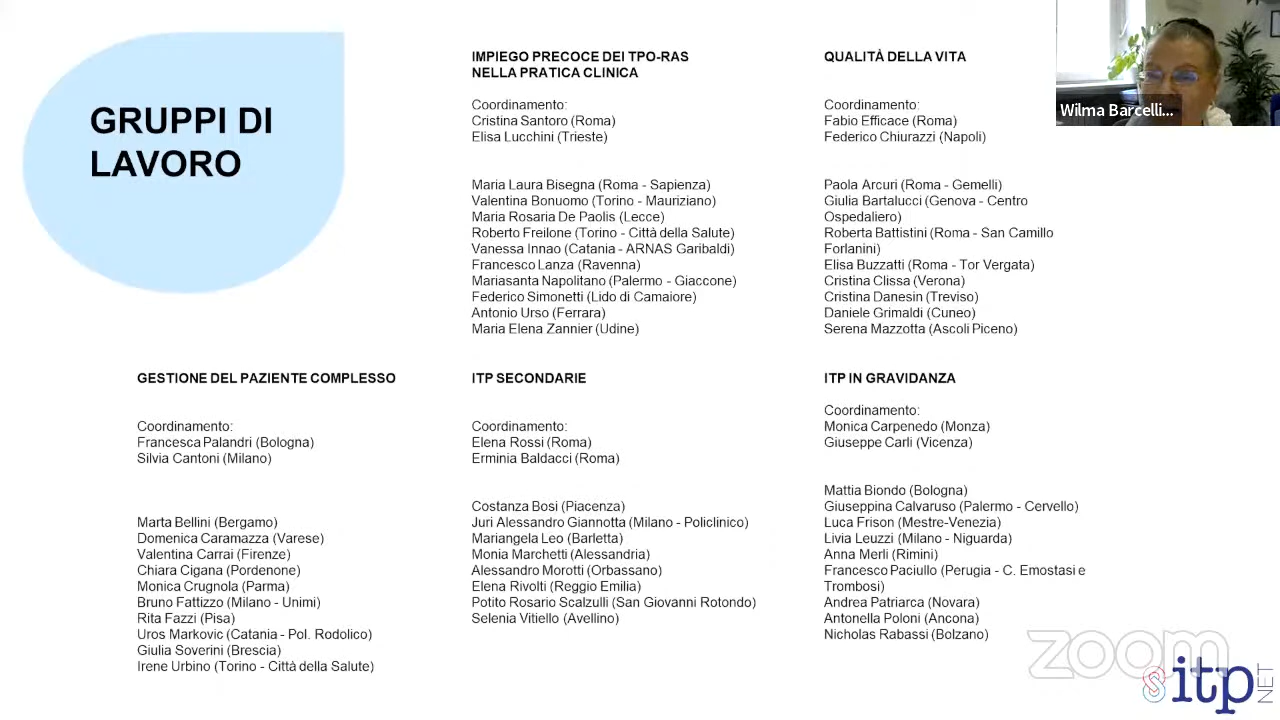 GRUPPI DI
LAVORO
IMPIEGO PRECOCE DEI TPO-RAS
NELLA PRATICA CLINICA
Coordinamento:
Cristina Santoro (Roma)
Elisa Lucchini (Trieste)
Maria Laura Bisegna (Roma - Sapienza)
Valentina Bonuomo (Torino - Mauriziano)
Maria Rosaria De Paolis (Lecce)
Roberto Freilone (Torino - Città della Salute)
Vanessa Innao (Catania - ARNAS Garibaldi)
Francesco Lanza (Ravenna)
Mariasanta Napolitano (Palermo - Giaccone)
Federico Simonetti (Lido di Camaiore)
Antonio Urso (Ferrara)
Maria Elena Zannier (Udine)
QUALITÀ DELLA VITA
Coordinamento:
Fabio Efficace (Roma)
Federico Chiurazzi (Napoli)
Paola Arcuri (Roma - Gemelli)
Giulia Bartalucci (Genova - Centro
Ospedaliero)
Roberta Battistini (Roma - San Camillo
Forlanini)
Elisa Buzzatti (Roma - Tor Vergata)
Cristina Clissa (Verona)
Cristina Danesin (Treviso)
Daniele Grimaldi (Cuneo)
Serena Mazzotta (Ascoli Piceno)
Wilma Barcelli...
GESTIONE DEL PAZIENTE COMPLESSO
Coordinamento:
Francesca Palandri (Bologna)
Silvia Cantoni (Milano)
Marta Bellini (Bergamo)
Domenica Caramazza (Varese)
Valentina Carrai (Firenze)
Chiara Cigana (Pordenone)
Monica Crugnola (Parma)
Bruno Fattizzo (Milano - Unimi)
Rita Fazzi (Pisa)
Uros Markovic (Catania - Pol. Rodolico)
Giulia Soverini (Brescia)
Irene Urbino (Torino - Città della Salute)
ITP SECONDARIE
Coordinamento:
Elena Rossi (Roma)
Erminia Baldacci (Roma)
Costanza Bosi (Piacenza)
Juri Alessandro Giannotta (Milano - Policlinico)
Mariangela Leo (Barletta)
Monia Marchetti (Alessandria)
Alessandro Morotti (Orbassano)
Elena Rivolti (Reggio Emilia)
Potito Rosario Scalzulli (San Giovanni Rotondo)
Selenia Vitiello (Avellino)
ITP IN GRAVIDANZA
Coordinamento:
Monica Carpenedo (Monza)
Giuseppe Carli (Vicenza)
Mattia Biondo (Bologna)
Giuseppina Calvaruso (Palermo - Cervello)
Luca Frison (Mestre-Venezia)
Livia Leuzzi (Milano - Niguarda)
Anna Merli (Rimini)
Francesco Paciullo (Perugia - C. Emostasi e
Trombosi)
Andrea Patriarca (Novara)
Antonella Poloni (Ancona)
Nicholas Rabassi (Bolzano)
zoom
sitp
NET